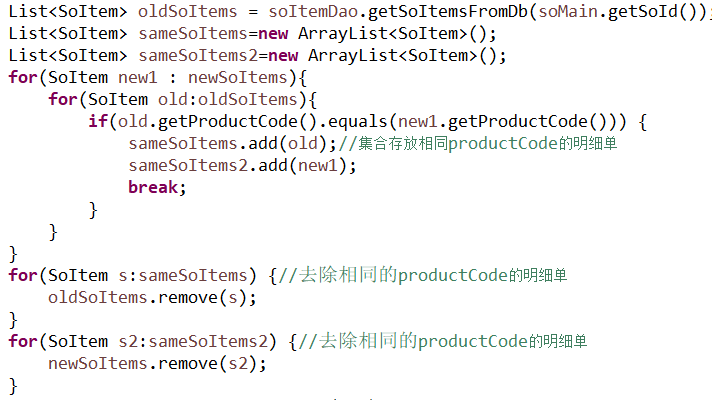 List<SoItem> oldSoItems = soItemDao.getSoItemsFromDb(soMain.getSoId());
List<SoItem> sameSoItems=new ArrayList<SoItem>();
List<SoItem> sameSoItems2=new ArrayList<SoItem>();
for(SoItem new1 : newSoItems){
    for(SoItem old:oldSoItems){
        if(old.getProductCode().equals(new1.getProductCode())) {
            sameSoItems.add(old);//集合存放相同productCode的明细单
            sameSoItems2.add(new1);
            break;
        }
    }
}
for(SoItem s:sameSoItems) {//去除相同的productCode的明细单
    oldSoItems.remove(s);
}
for(SoItem s2:sameSoItems2) {//去除相同的productCode的明细单
    newSoItems.remove(s2);
}